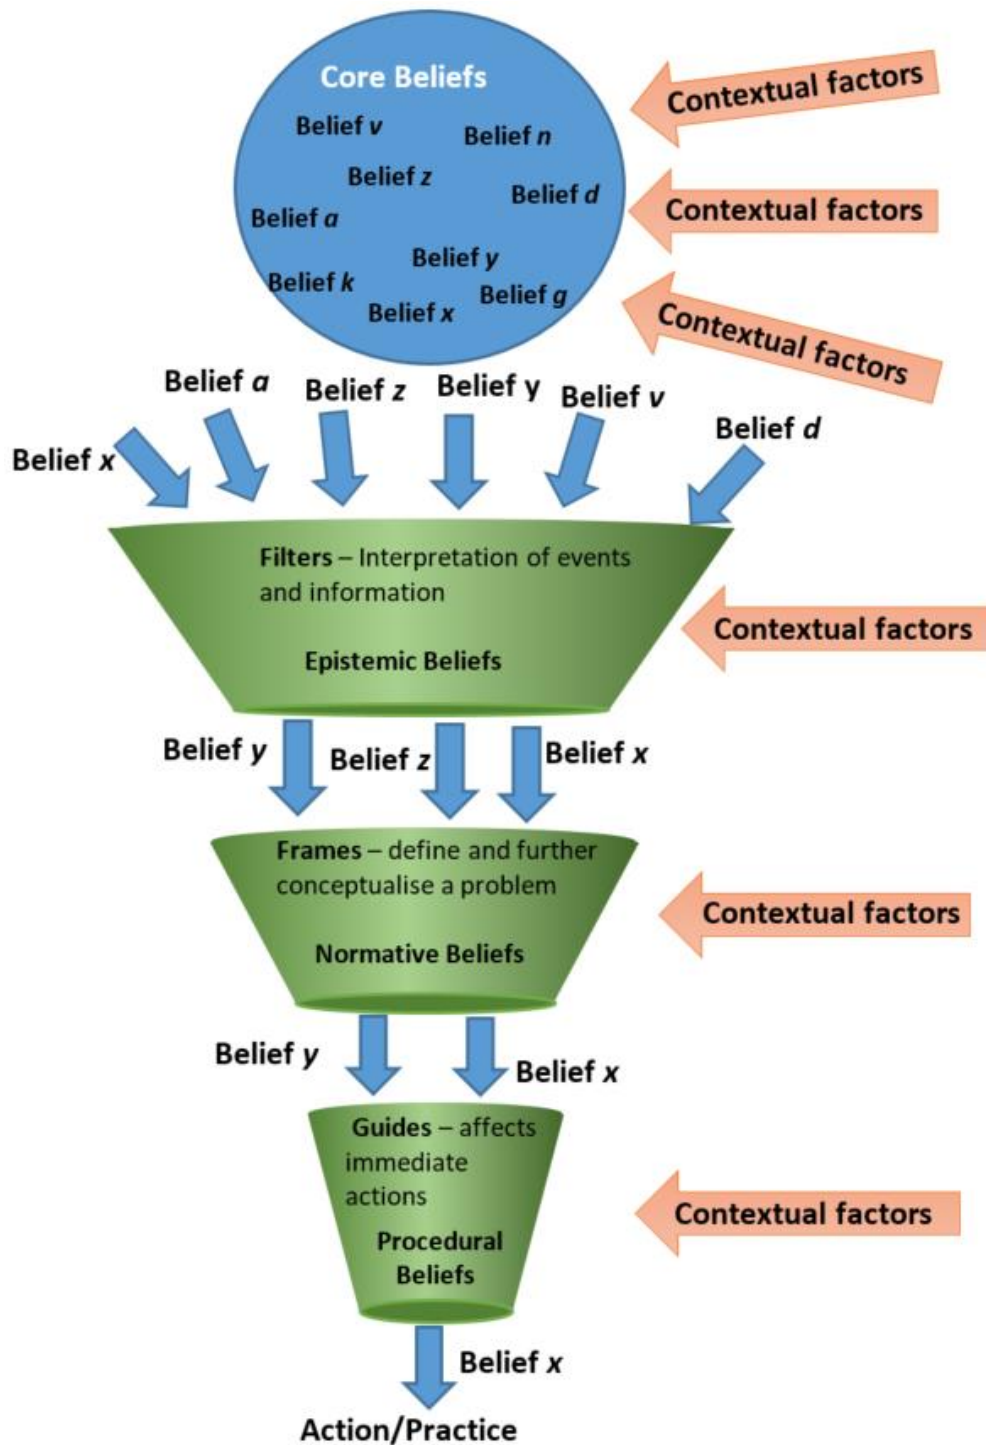 Core Beliefs
Contextual factors
Belief v
Belief n
Belief z
Belief d
Contextual factors
Belief a
Belief y
Belief k
Belief g
Belief x
Contextual factors
Belief a
Belief z
Belief y
Belief v
Belief d
Belief x
Filters – Interpretation of events
and information
Contextual factors
Epistemic Beliefs
Belief y
Belief z
Belief x
Frames – define and further
conceptualise a problem
Contextual factors
Normative Beliefs
Belief y
Belief x
Guides – affects
immediate
actions
Contextual factors
Procedural
Beliefs
Belief x
Action/Practice